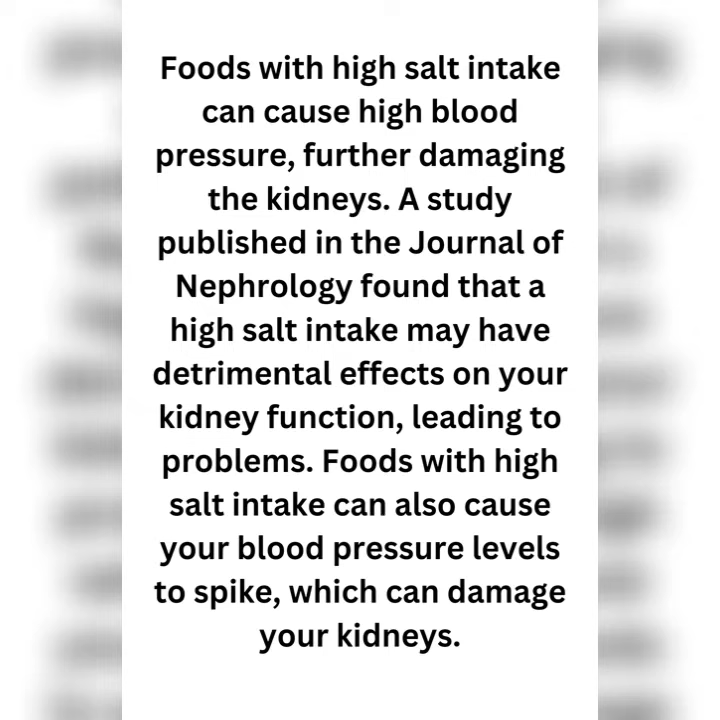 Foods with high salt intake
can cause high blood
pressure, further damaging
the kidneys. A study
published in the Journal of
Nephrology found that a
high salt intake may have
detrimental effects on your
kidney function, leading to
problems. Foods with high
salt intake can also cause
your blood pressure levels
to spike, which can damage
your kidneys.